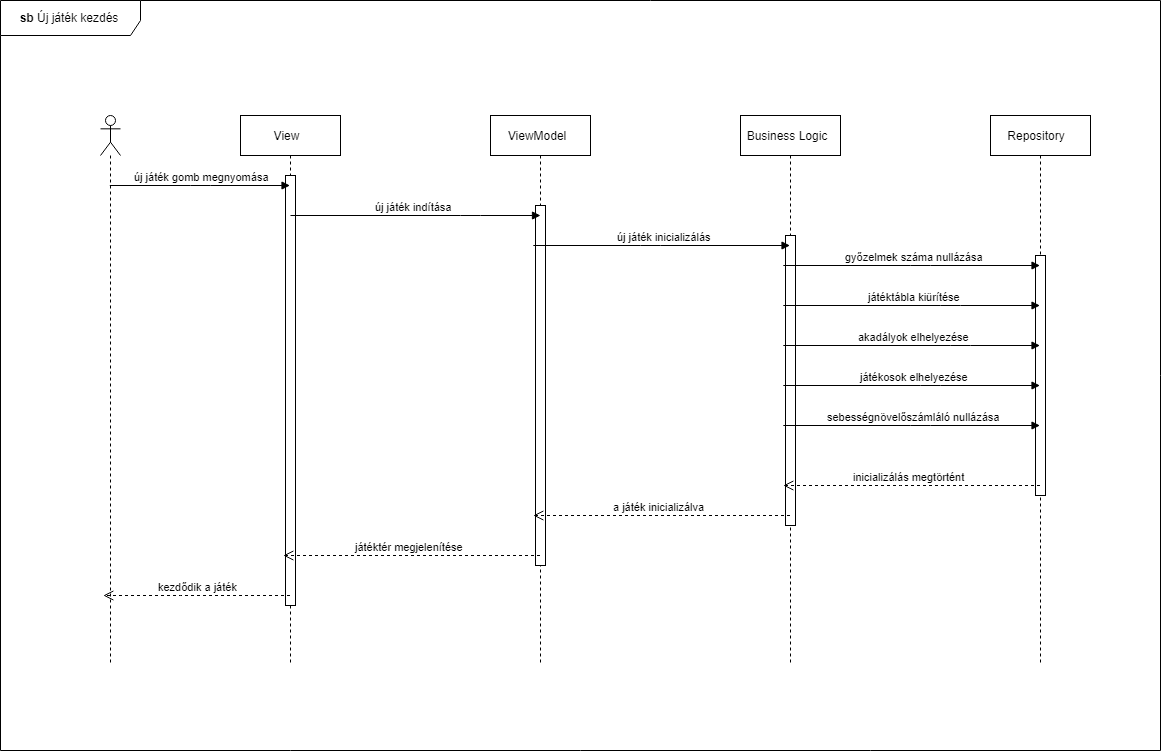 sb Új játék kezdés
View
ViewModel
Business Logic
Repository
új játék gomb megnyomása
új játék indítása
új játék inicializálás
győzelmek száma nullázása
játéktábla kiürítése
akadályok elhelyezése
játékosok elhelyezése
sebességnövelőszámláló nullázása
inicializálás megtörtént
a játék inicializálva
játéktér megjelenítése
kezdődik a játék